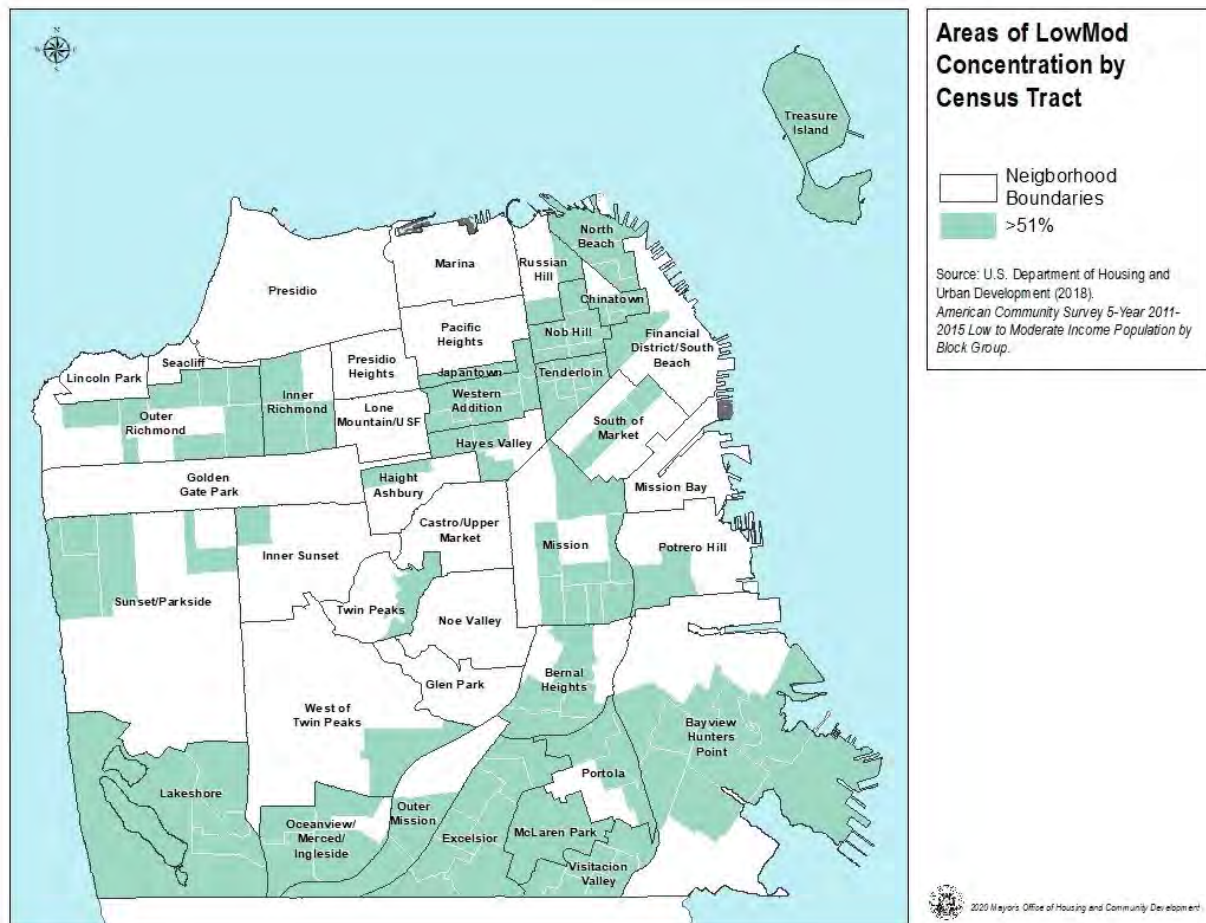 Areas of LowMod
Concentration by
Census Tract
Neigborhood
Boundaries
>51%
Source: U.S. Department of Housing and
Urban Development (2018).
American Community Survey 5-Year 2011-
2015 Low to Moderate Income Population by
Block Group.
N
Treasure
Island
North
Beach
Russian
Hill
Marina
Presidio
Chinatown
Pacific
Heights
Nob Hill
Financial
District/South
Beach
Seacliff
Presidio
Heights
Lincoln Park
Japantown
Tenderloin
Western
Addition
Inner
Richmond
Lone
Mountain/USF
Outer
Richmond
South of
Market
Hayes Valley
Golden
Gate Park
Haight
Ashbury
Mission Bay
Castro/Upper
Market
Inner Sunset
Mission
Potrero Hill
Sunset/Parkside
Twin Peaks
Noe Valley
Glen Park
Bernal
Heights
West of
Twin Peaks
Bayview
Hunters
Point
Portola
Lakeshore
Outer
Mission
Oceanview/
Merced/
Ingleside
Excelsior
McLaren Park
Visitacion
Valley
2020 Mayor's Office of Housing and Community Development